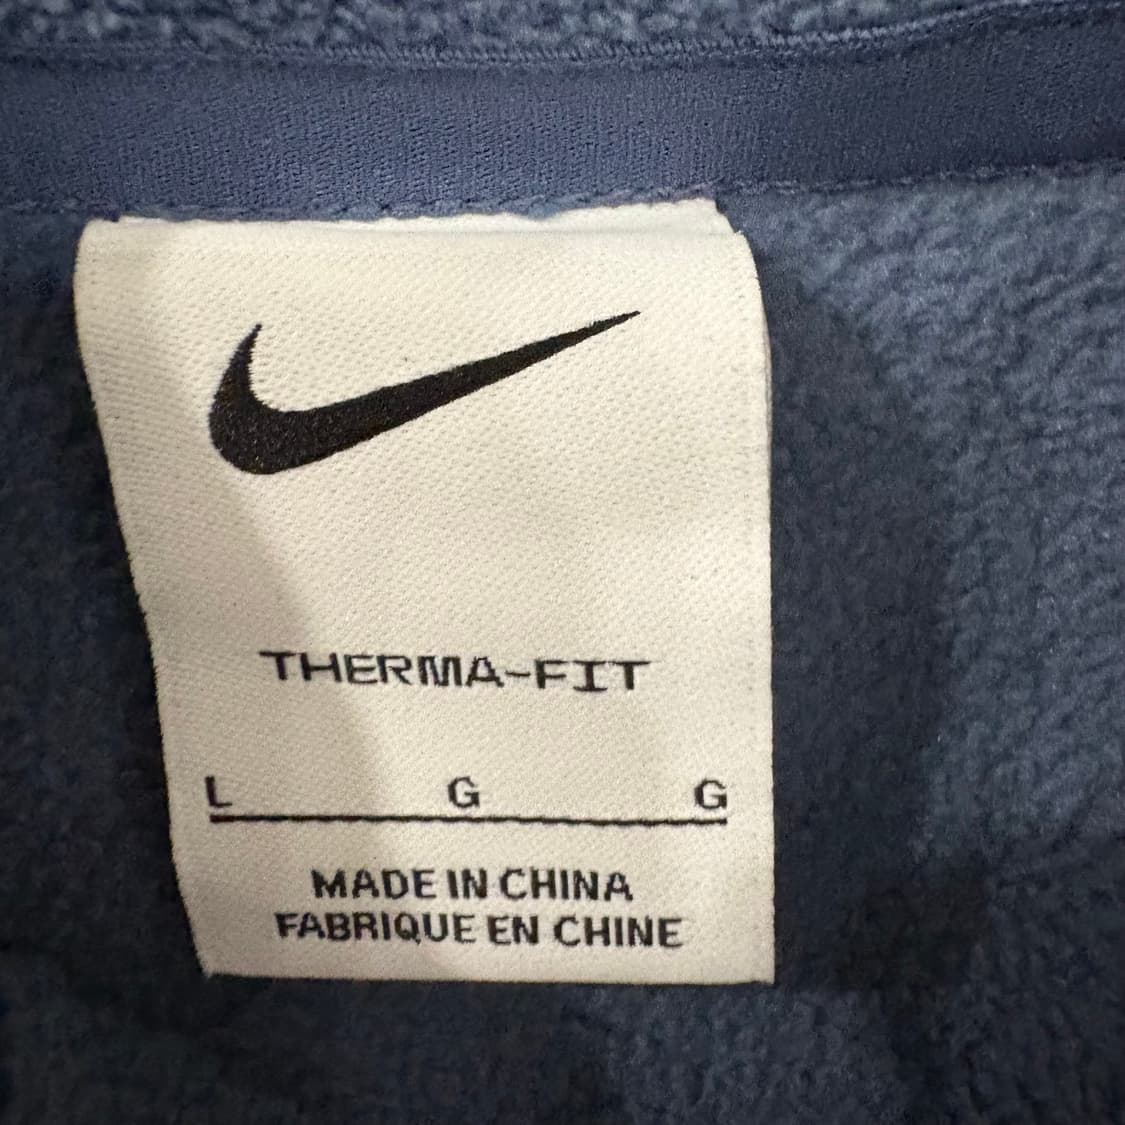 THERMA-FIT
L G G
MADE IN CHINA
FABRIQUE EN CHINE